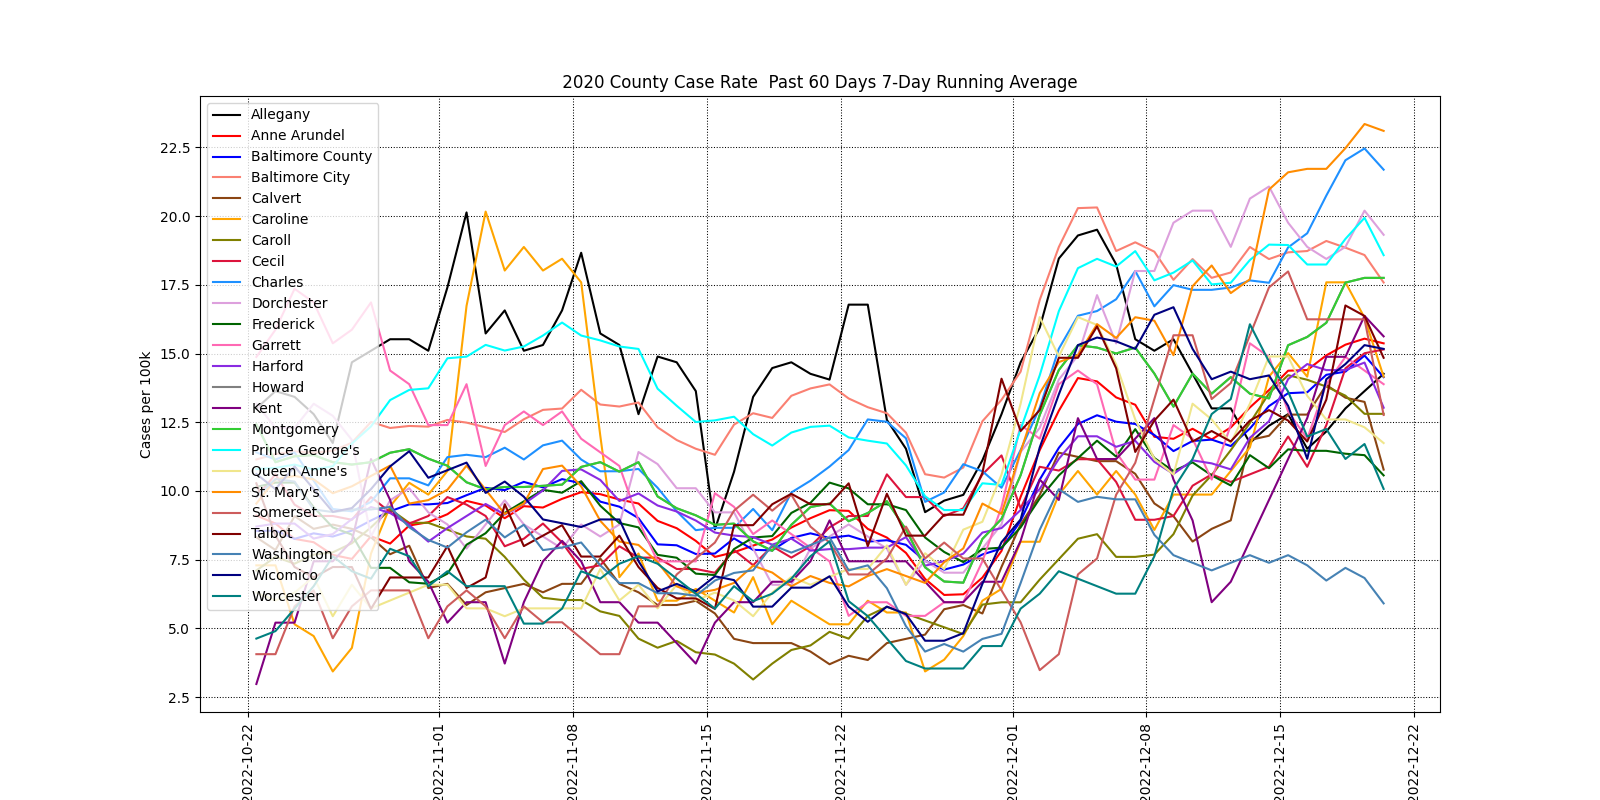 2020 County Case Rate  Past 60 Days 7-Day Running Average
Cases per 100k
22.5
20.0
17.5
15.0
12.5
10.0
7.5
5.0
2.5
Allegany
Anne Arundel
Baltimore County
Baltimore City
Calvert
Caroline
Caroll
Cecil
Charles
Dorchester
Frederick
Garrett
Harford
Howard
Kent
Montgomery
Prince George's
Queen Anne's
St. Mary's
Somerset
Talbot
Washington
Wicomico
Worcester
2022-10-22
2022-11-01
2022-11-08
2022-11-15
2022-11-22
2022-12-01
2022-12-08
2022-12-15
2022-12-22